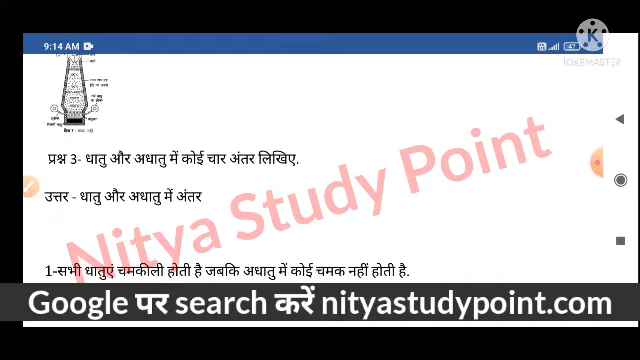 9:14 AM
47
K
KINEMASTER
प्रश्न 3- धातु और अधातु में कोई चार अंतर लिखिए.
उत्तर - धातु और अधातु में अंतर
Nitya Study Point
1-सभी धातुएं चमकीली होती है जबकि अधातु में कोई चमक नहीं होती है.
Google पर search करें nityastudypoint.com